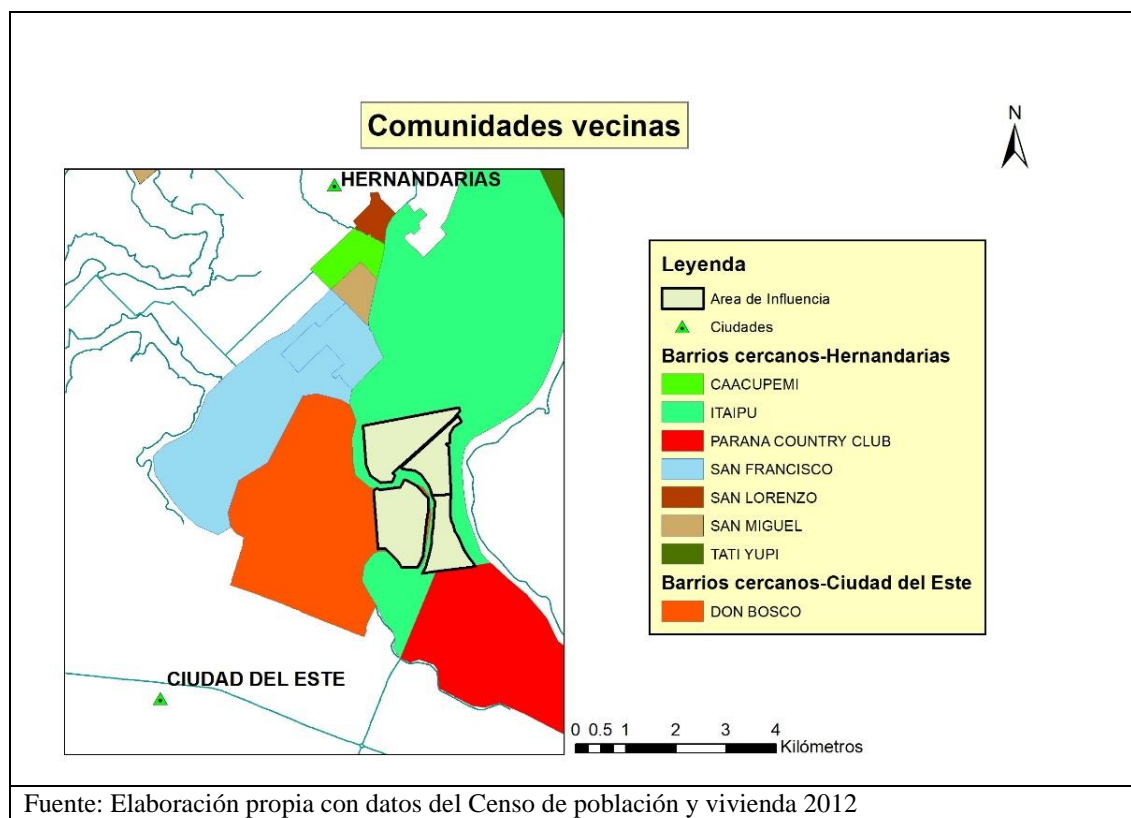 Comunidades vecinas
N
HERNANDARIAS
CIUDAD DEL ESTE
Leyenda
Area de Influencia
Ciudades
Barrios cercanos-Hernandarias
CAACUPEMI
ITAIPU
PARANA COUNTRY CLUB
SAN FRANCISCO
SAN LORENZO
SAN MIGUEL
TATI YUPI
Barrios cercanos-Ciudad del Este
DON BOSCO
0 0.5 1 2 3 4
Kilómetros
Fuente: Elaboración propia con datos del Censo de población y vivienda 2012